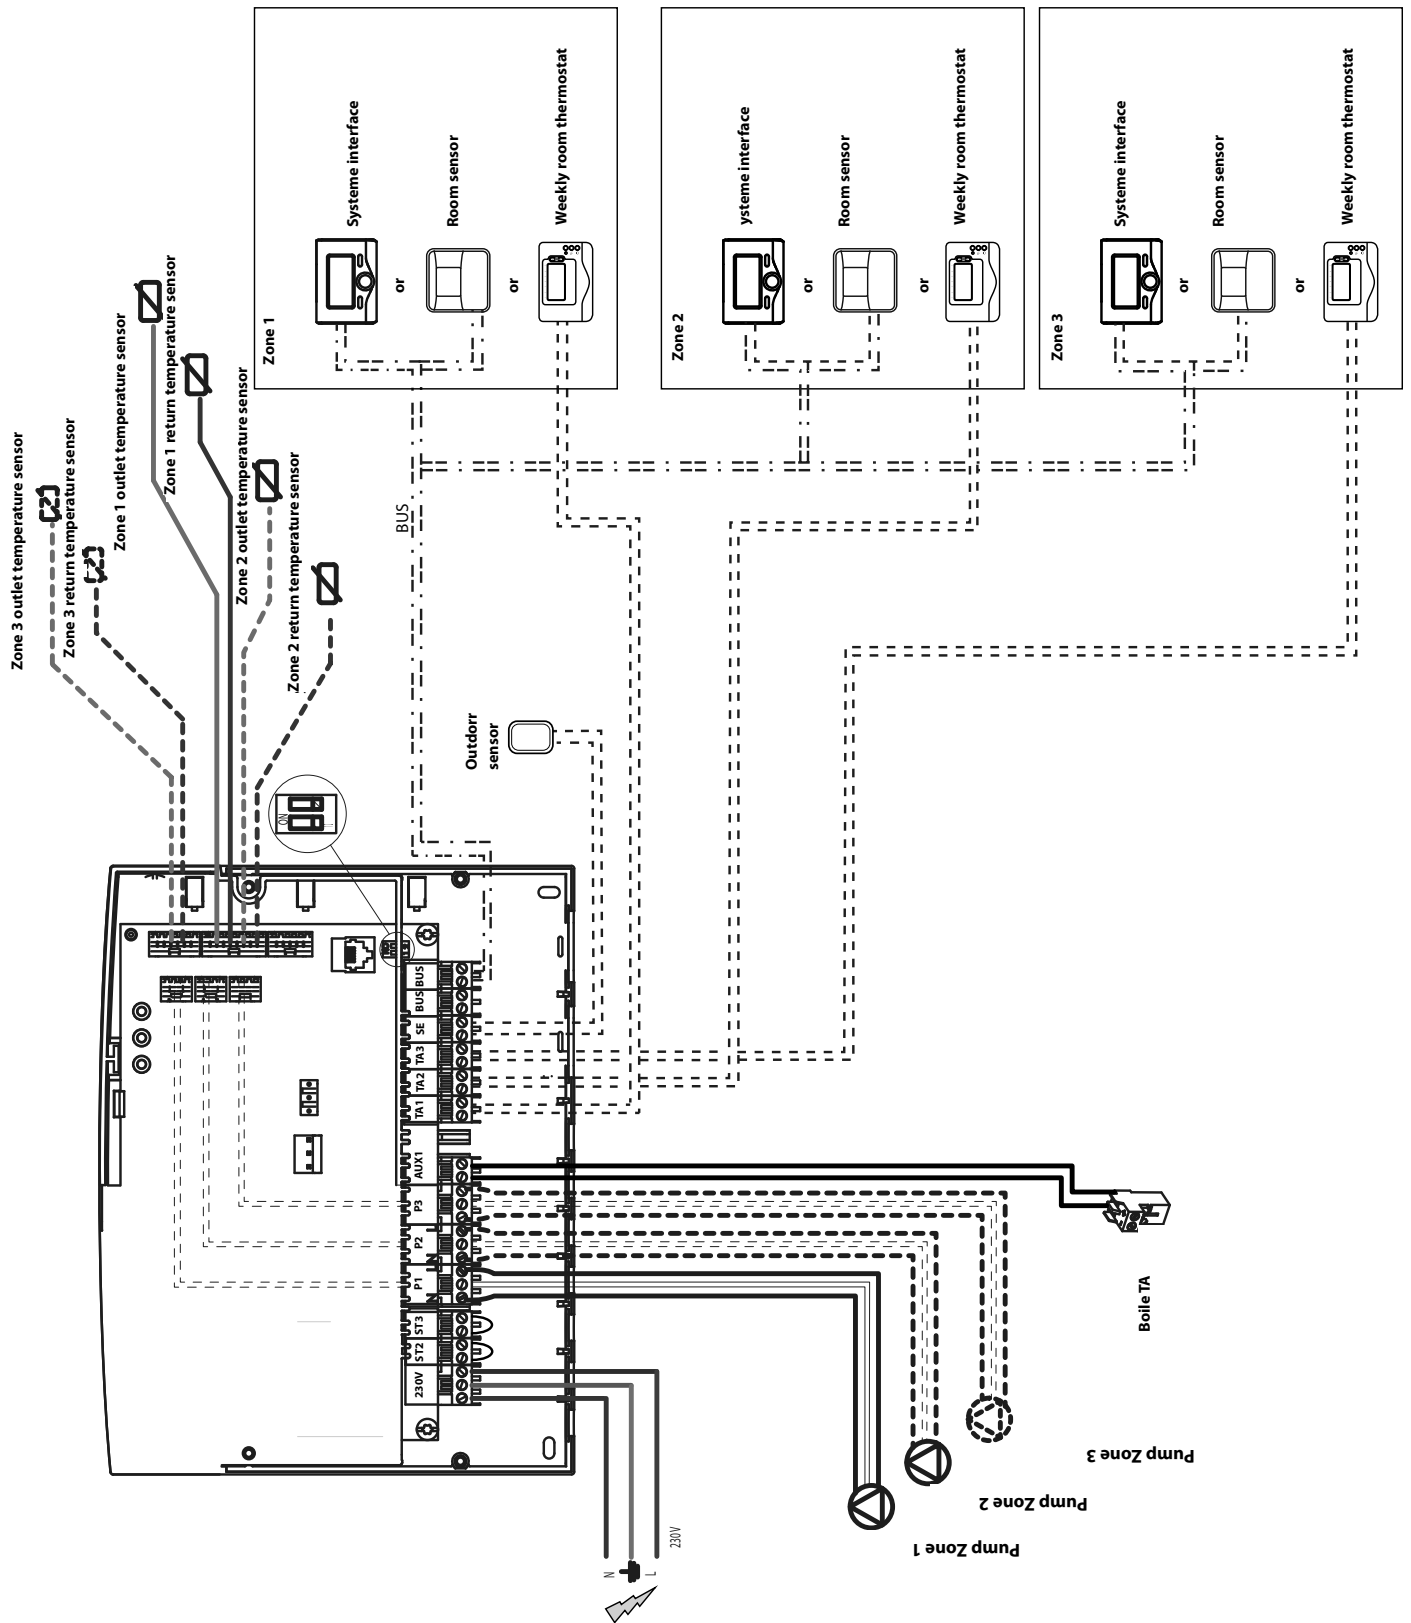 Zone 3 outlet temperature sensor
Zone 3 return temperature sensor
Zone 1 outlet temperature sensor
Zone 1 return temperature sensor
Zone 2 outlet temperature sensor
Zone 2 return temperature sensor
Zone 1
Systeme interface
or
Room sensor
or
Weekly room thermostat
Zone 2
ysteme interface
or
Room sensor
or
Weekly room thermostat
Zone 3
Systeme interface
or
Room sensor
or
Weekly room thermostat
BUS
Outdorr
sensor
ON
BUS
BUS
SE
TA3
TA2
TA1
AUX1
P3
P2
P1
ST3
ST2
230V
L
N
L
N
N
L
230V
Boile TA
Pump Zone 3
Pump Zone 2
Pump Zone 1